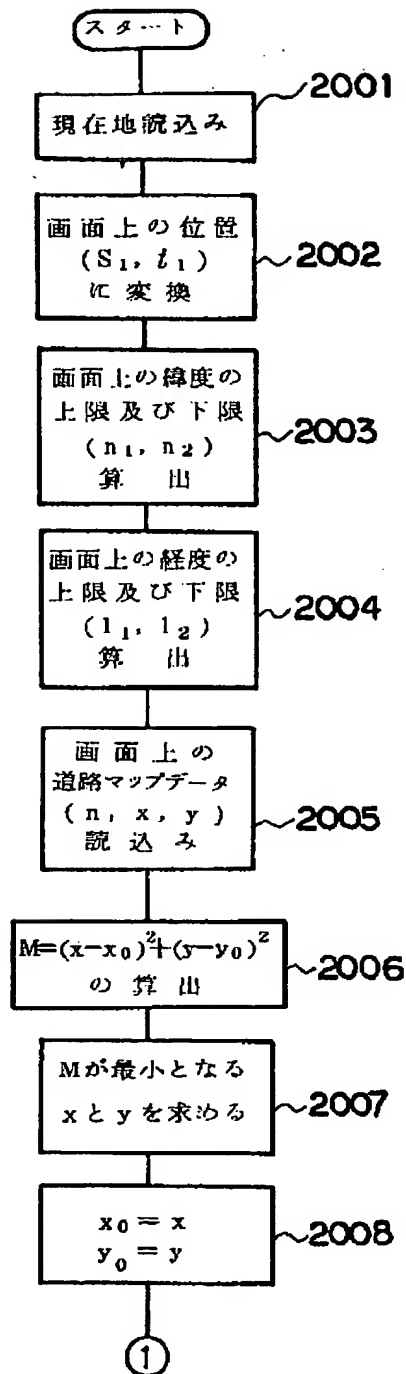 スタート
現在地読込み
2001
画面上の位置
(S₁, t₁)
に変換
2002
画面上の緯度の
上限及び下限
(n₁, n₂)
算出
2003
画面上の経度の
上限及び下限
(l₁, l₂)
算出
2004
画面上の
道路マップデータ
(n, x, y)
読込み
2005
M=(x-x₀)²+(y-y₀)²
の算出
2006
Mが最小となる
xとyを求める
2007
x₀ = x
y₀ = y
2008
1